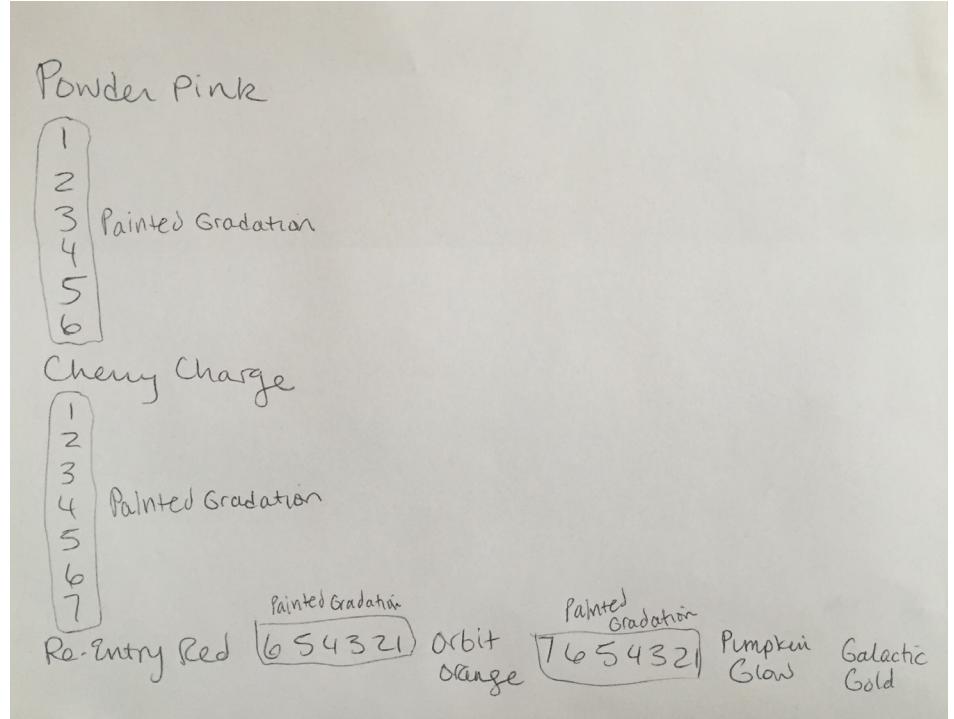 Powder Pink
1
2
3 Painted Gradation
4
5
6
Cherry Charge
1
2
3
4 Painted Gradation
5
6
7
Painted Gradation
Painted
Gradation
Re-Entry Red 6 5 4 3 2 1 Orbit
Orange
7 6 5 4 3 2 1 Pumpkin
Glow
Galactic
Gold